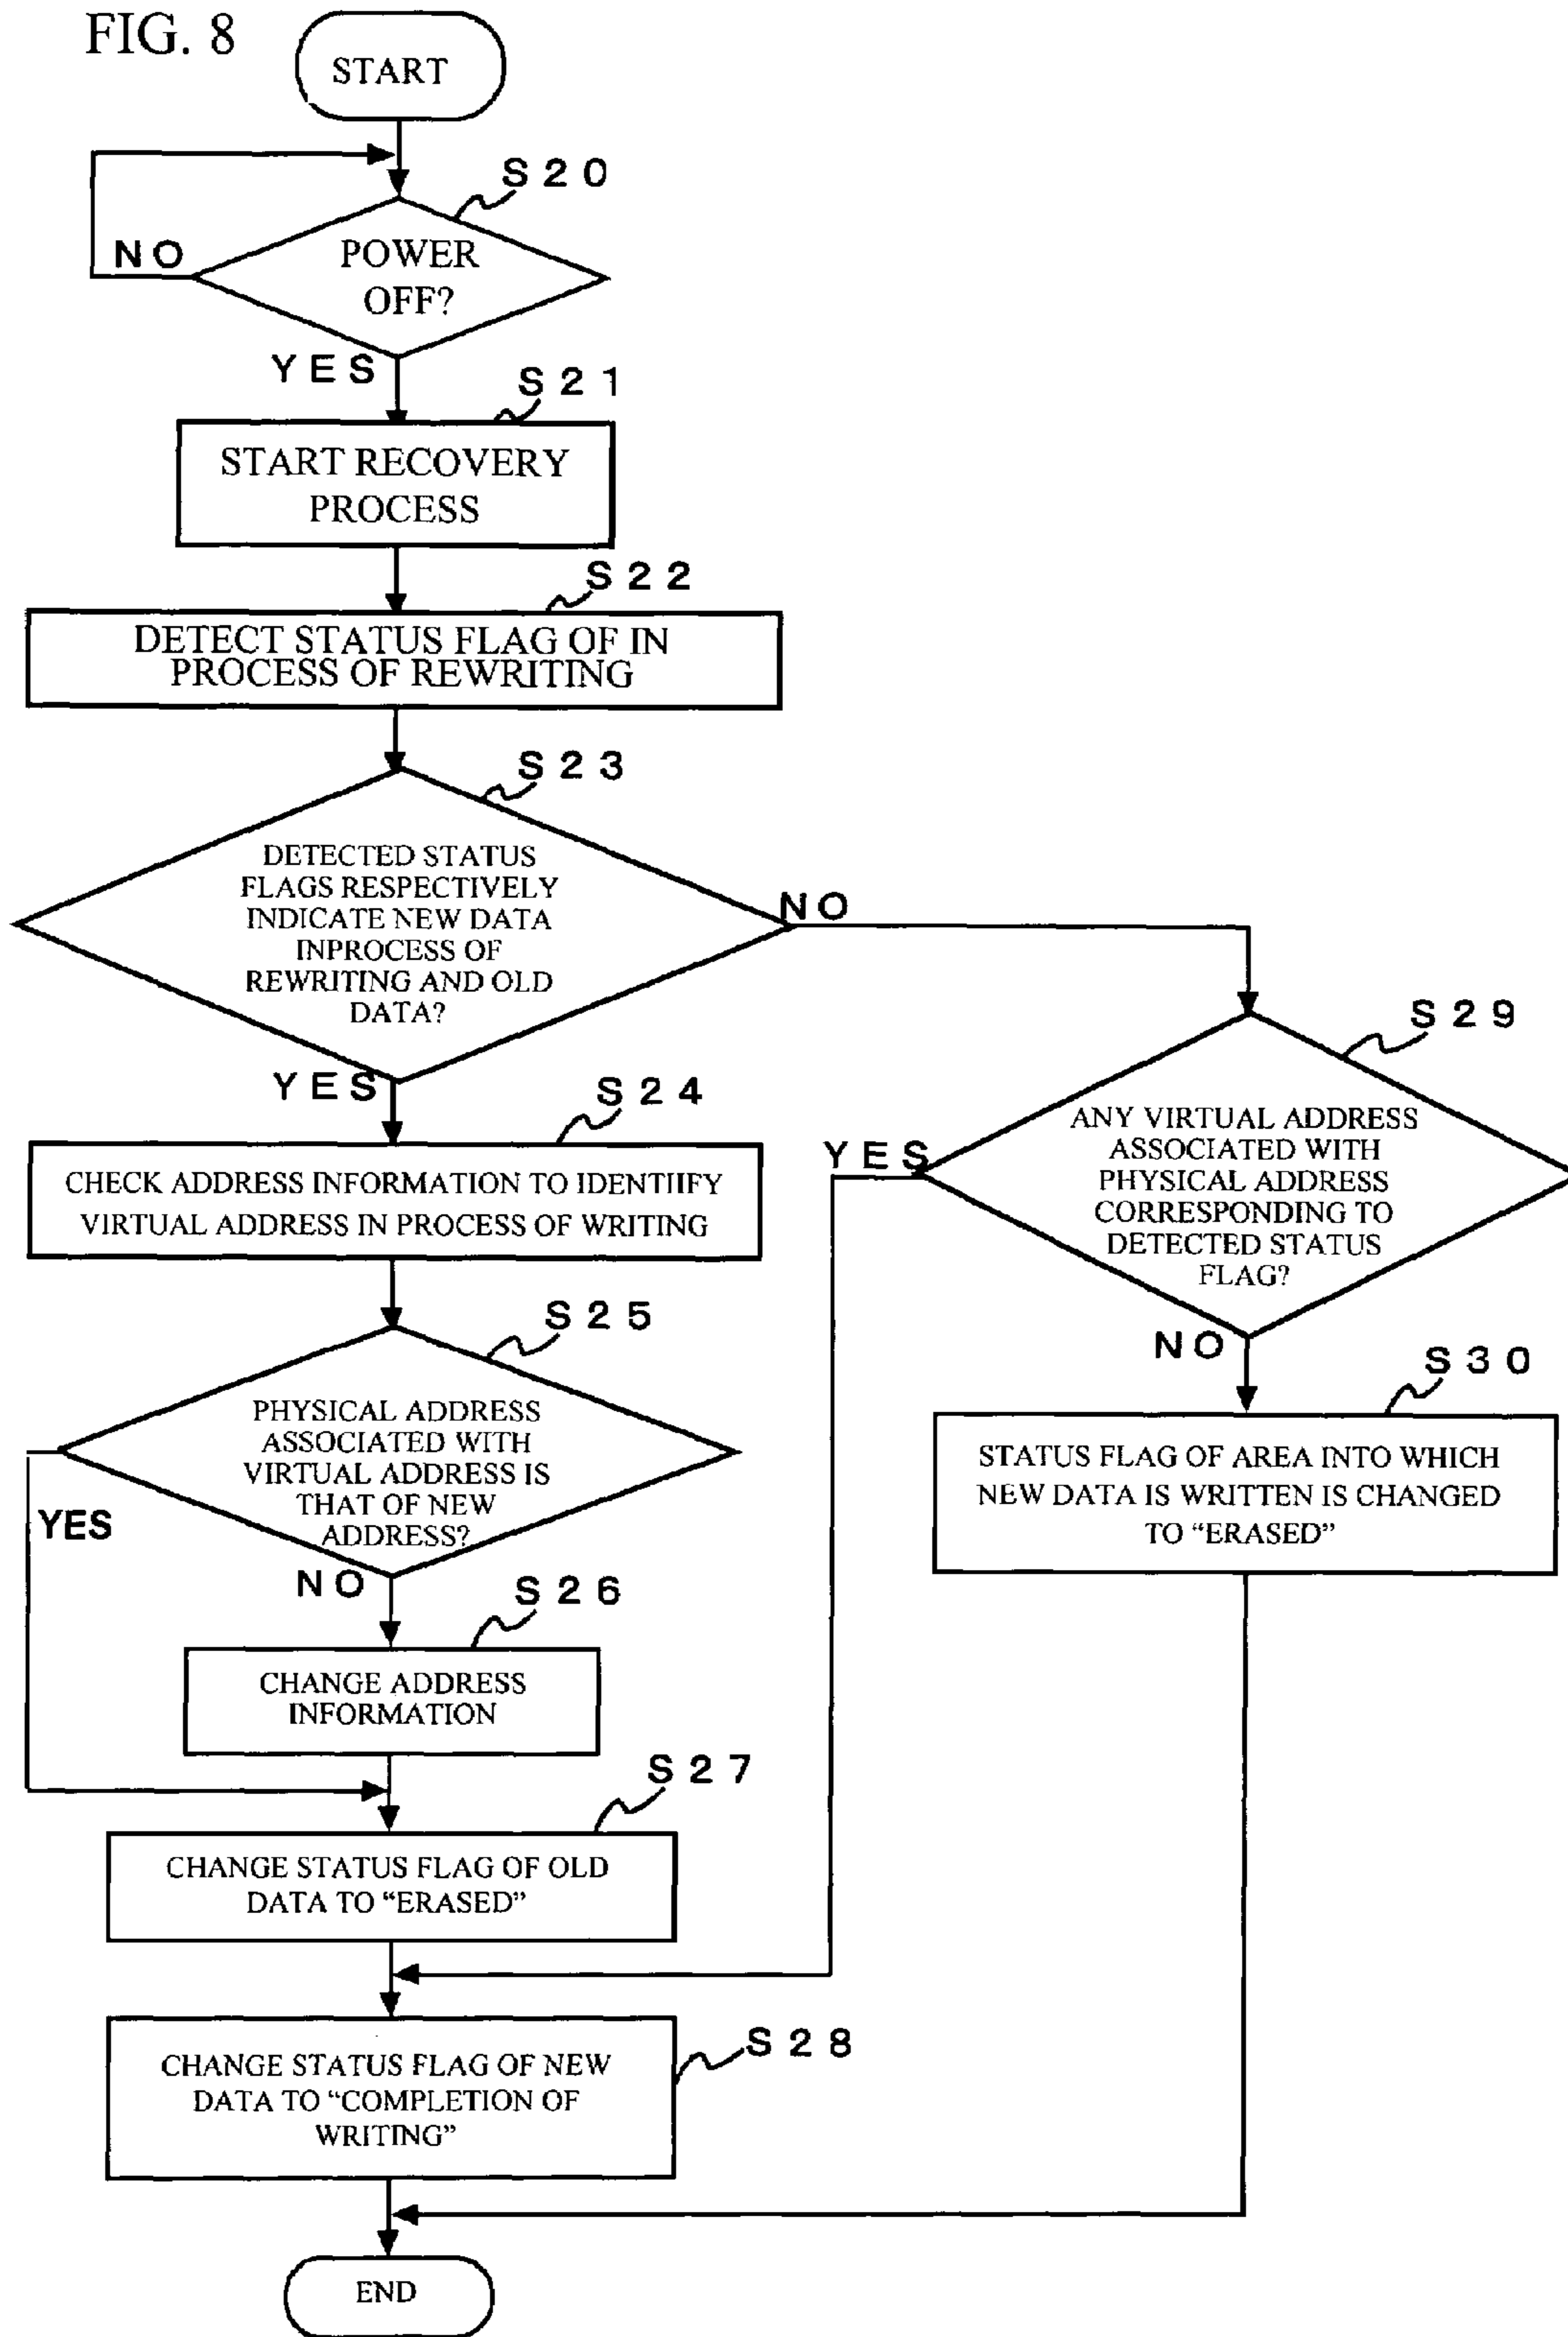 FIG. 8
START
S20
NO
POWER
OFF?
YES
S21
START RECOVERY
PROCESS
S22
DETECT STATUS FLAG OF IN
PROCESS OF REWRITING
S23
DETECTED STATUS
FLAGS RESPECTIVELY
INDICATE NEW DATA
INPROCESS OF
REWRITING AND OLD
DATA?
NO
YES
S24
CHECK ADDRESS INFORMATION TO IDENTIIFY
VIRTUAL ADDRESS IN PROCESS OF WRITING
S25
PHYSICAL ADDRESS
ASSOCIATED WITH
VIRTUAL ADDRESS IS
THAT OF NEW
ADDRESS?
YES
NO
S26
CHANGE ADDRESS
INFORMATION
S27
CHANGE STATUS FLAG OF OLD
DATA TO “ERASED”
S28
CHANGE STATUS FLAG OF NEW
DATA TO “COMPLETION OF
WRITING”
S29
ANY VIRTUAL ADDRESS
ASSOCIATED WITH
PHYSICAL ADDRESS
CORRESPONDING TO
DETECTED STATUS
FLAG?
YES
NO
S30
STATUS FLAG OF AREA INTO WHICH
NEW DATA IS WRITTEN IS CHANGED
TO “ERASED”
END